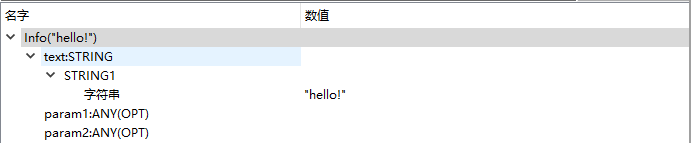 名字 数值
Info("hello!")
text:STRING
STRING1
字符串 "hello!"
param1:ANY(OPT)
param2:ANY(OPT)